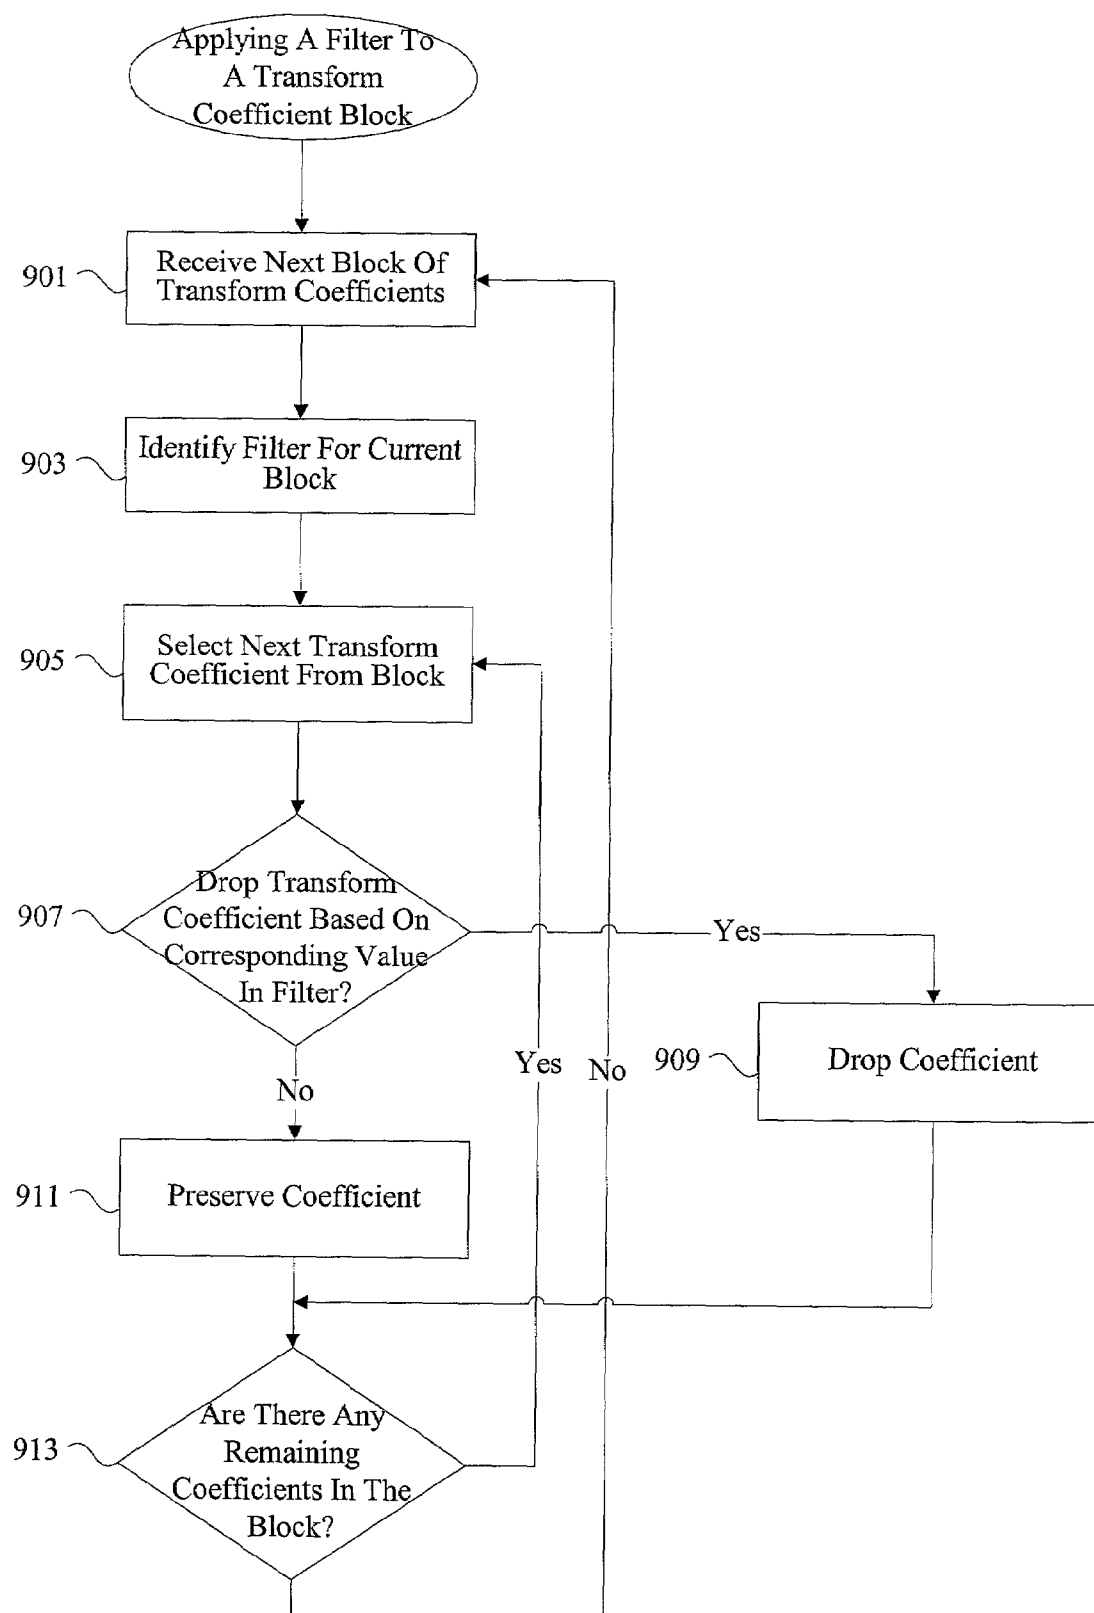 Applying A Filter To
A Transform
Coefficient Block
901
Receive Next Block Of
Transform Coefficients
903
Identify Filter For Current
Block
905
Select Next Transform
Coefficient From Block
907
Drop Transform
Coefficient Based On
Corresponding Value
In Filter?
Yes
No
Yes
No
909
Drop Coefficient
911
Preserve Coefficient
913
Are There Any
Remaining
Coefficients In The
Block?